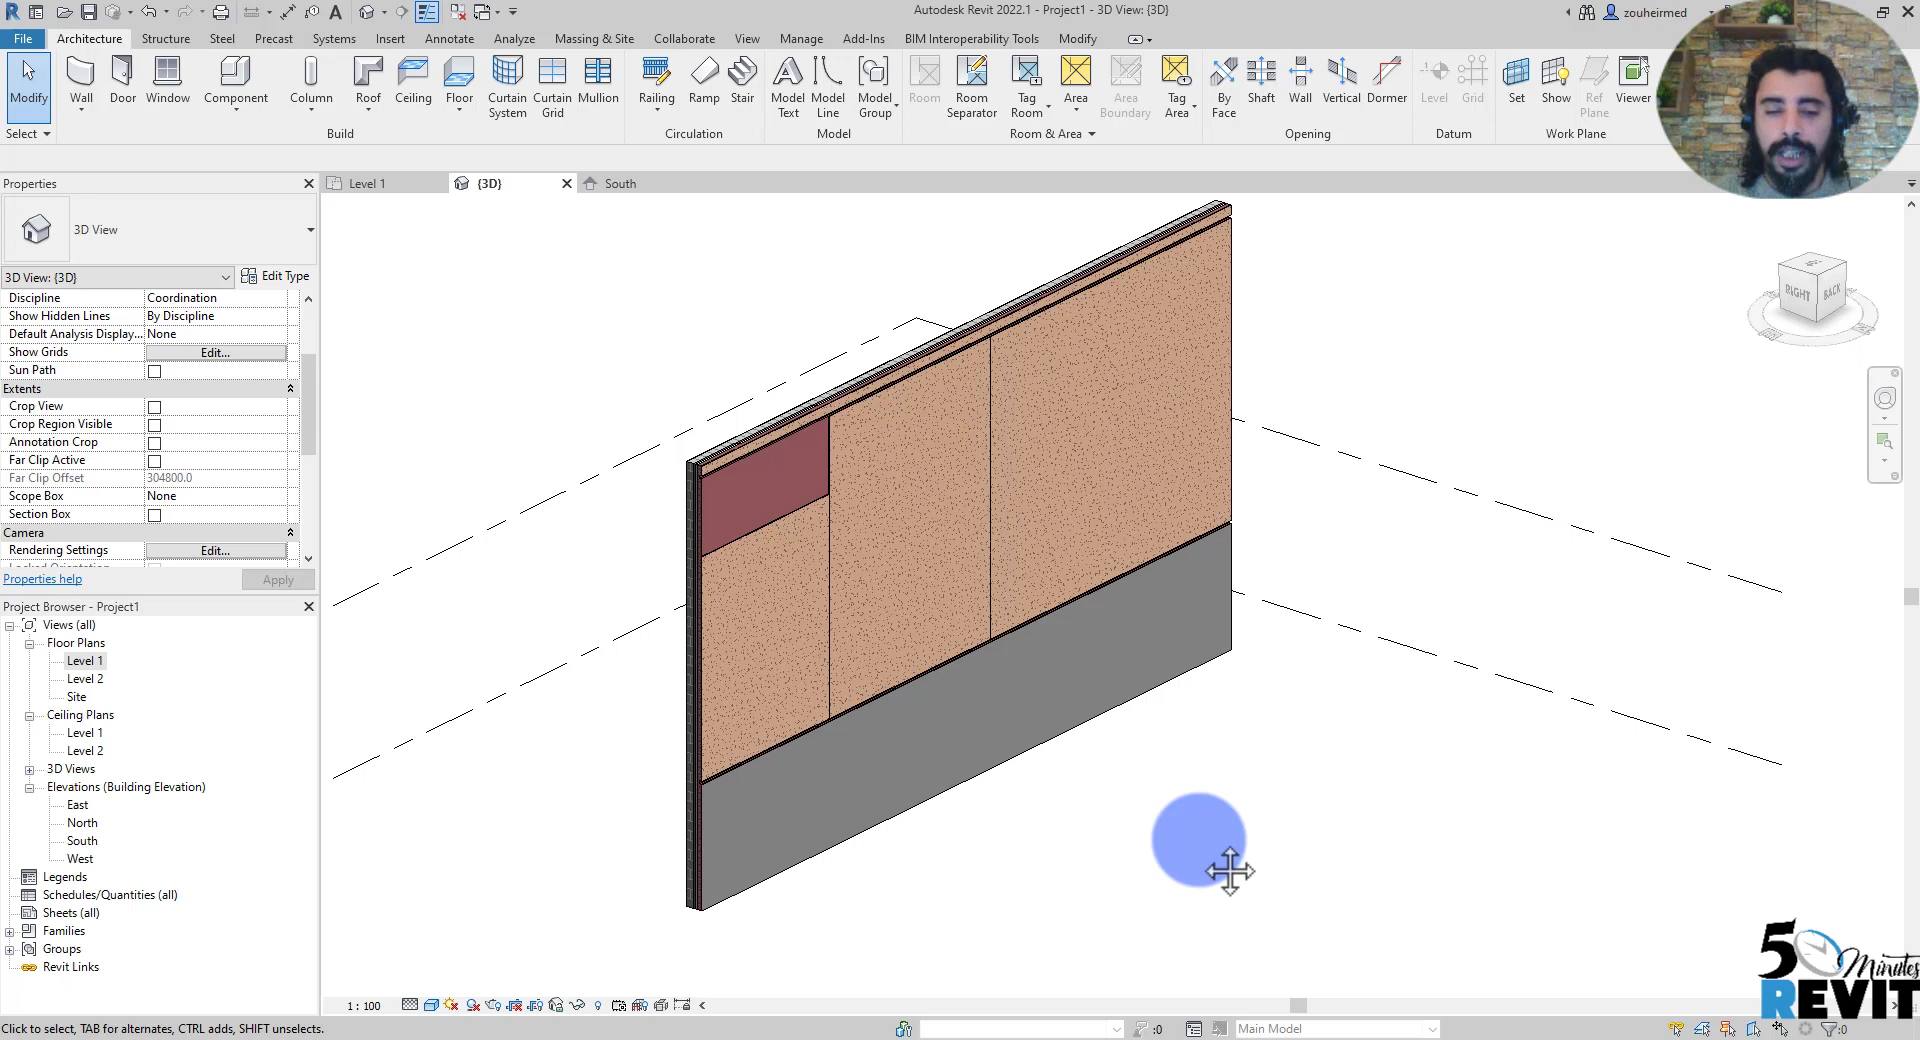 Autodesk Revit 2022.1 - Project1 - 3D View: {3D}
zouheirmed
File Architecture Structure Steel Precast Systems Insert Annotate Analyze Massing & Site Collaborate View Manage Add-Ins BIM Interoperability Tools Modify
Modify Wall Door Window Component Column Roof Ceiling Floor Curtain System Curtain Grid Mullion Railing Ramp Stair Model Text Model Line Model Group Room Room Separator Tag Room Area Area Boundary Tag Area By Face Shaft Wall Vertical Dormer Level Grid Set Show Ref Plane Viewer
Select Build Circulation Model Room & Area Opening Datum Work Plane
Properties
Level 1 {3D} South
3D View
3D View: {3D} Edit Type
Discipline Coordination
Show Hidden Lines By Discipline
Default Analysis Display... None
Show Grids Edit...
Sun Path
Extents
Crop View
Crop Region Visible
Annotation Crop
Far Clip Active
Far Clip Offset 304800.0
Scope Box None
Section Box
Camera
Rendering Settings Edit...
Properties help Apply
Project Browser - Project1
Views (all)
Floor Plans
Level 1
Level 2
Site
Ceiling Plans
Level 1
Level 2
3D Views
Elevations (Building Elevation)
East
North
South
West
Legends
Schedules/Quantities (all)
Sheets (all)
Families
Groups
Revit Links
RIGHT BACK
1 : 100
Click to select, TAB for alternates, CTRL adds, SHIFT unselects.
:0 Main Model :0
5 Minutes
REVIT